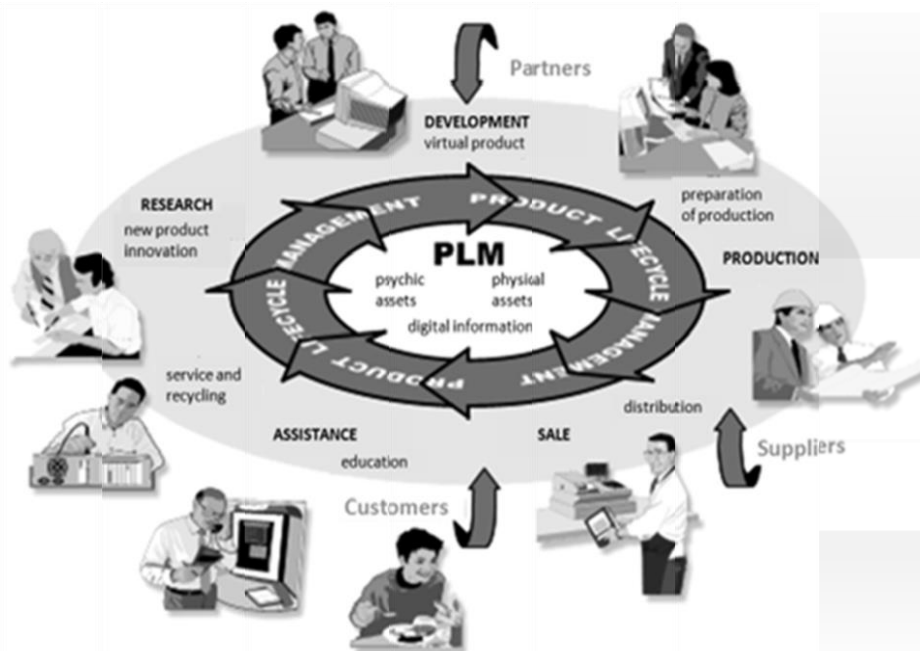 Partners
DEVELOPMENT
virtual product
preparation
of production
RESEARCH
new product
innovation
PRODUCT LIFECYCLE MANAGEMENT
PRODUCT LIFECYCLE MANAGEMENT
PLM
psychic
assets
physical
assets
digital information
PRODUCTION
service and
recycling
distribution
ASSISTANCE
SALE
education
Suppliers
Customers